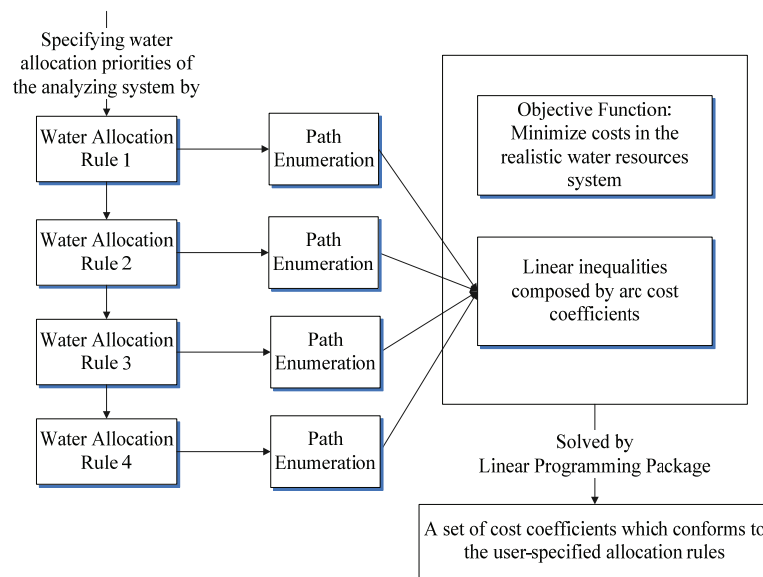 Specifying water
allocation priorities of
the analyzing system by
Water Allocation
Rule 1
Path
Enumeration
Water Allocation
Rule 2
Path
Enumeration
Water Allocation
Rule 3
Path
Enumeration
Water Allocation
Rule 4
Path
Enumeration
Objective Function:
Minimize costs in the
realistic water resources
system
Linear inequalities
composed by arc cost
coefficients
Solved by
Linear Programming Package
A set of cost coefficients which conforms to
the user-specified allocation rules